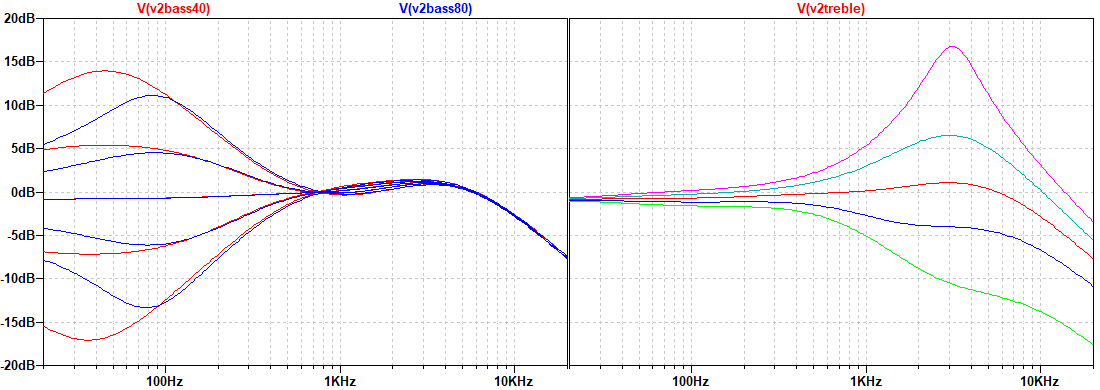 V(v2bass40) V(v2bass80) V(v2treble)
20dB
15dB
10dB
5dB
0dB
-5dB
-10dB
-15dB
-20dB
100Hz 1KHz 10KHz 100Hz 1KHz 10KHz